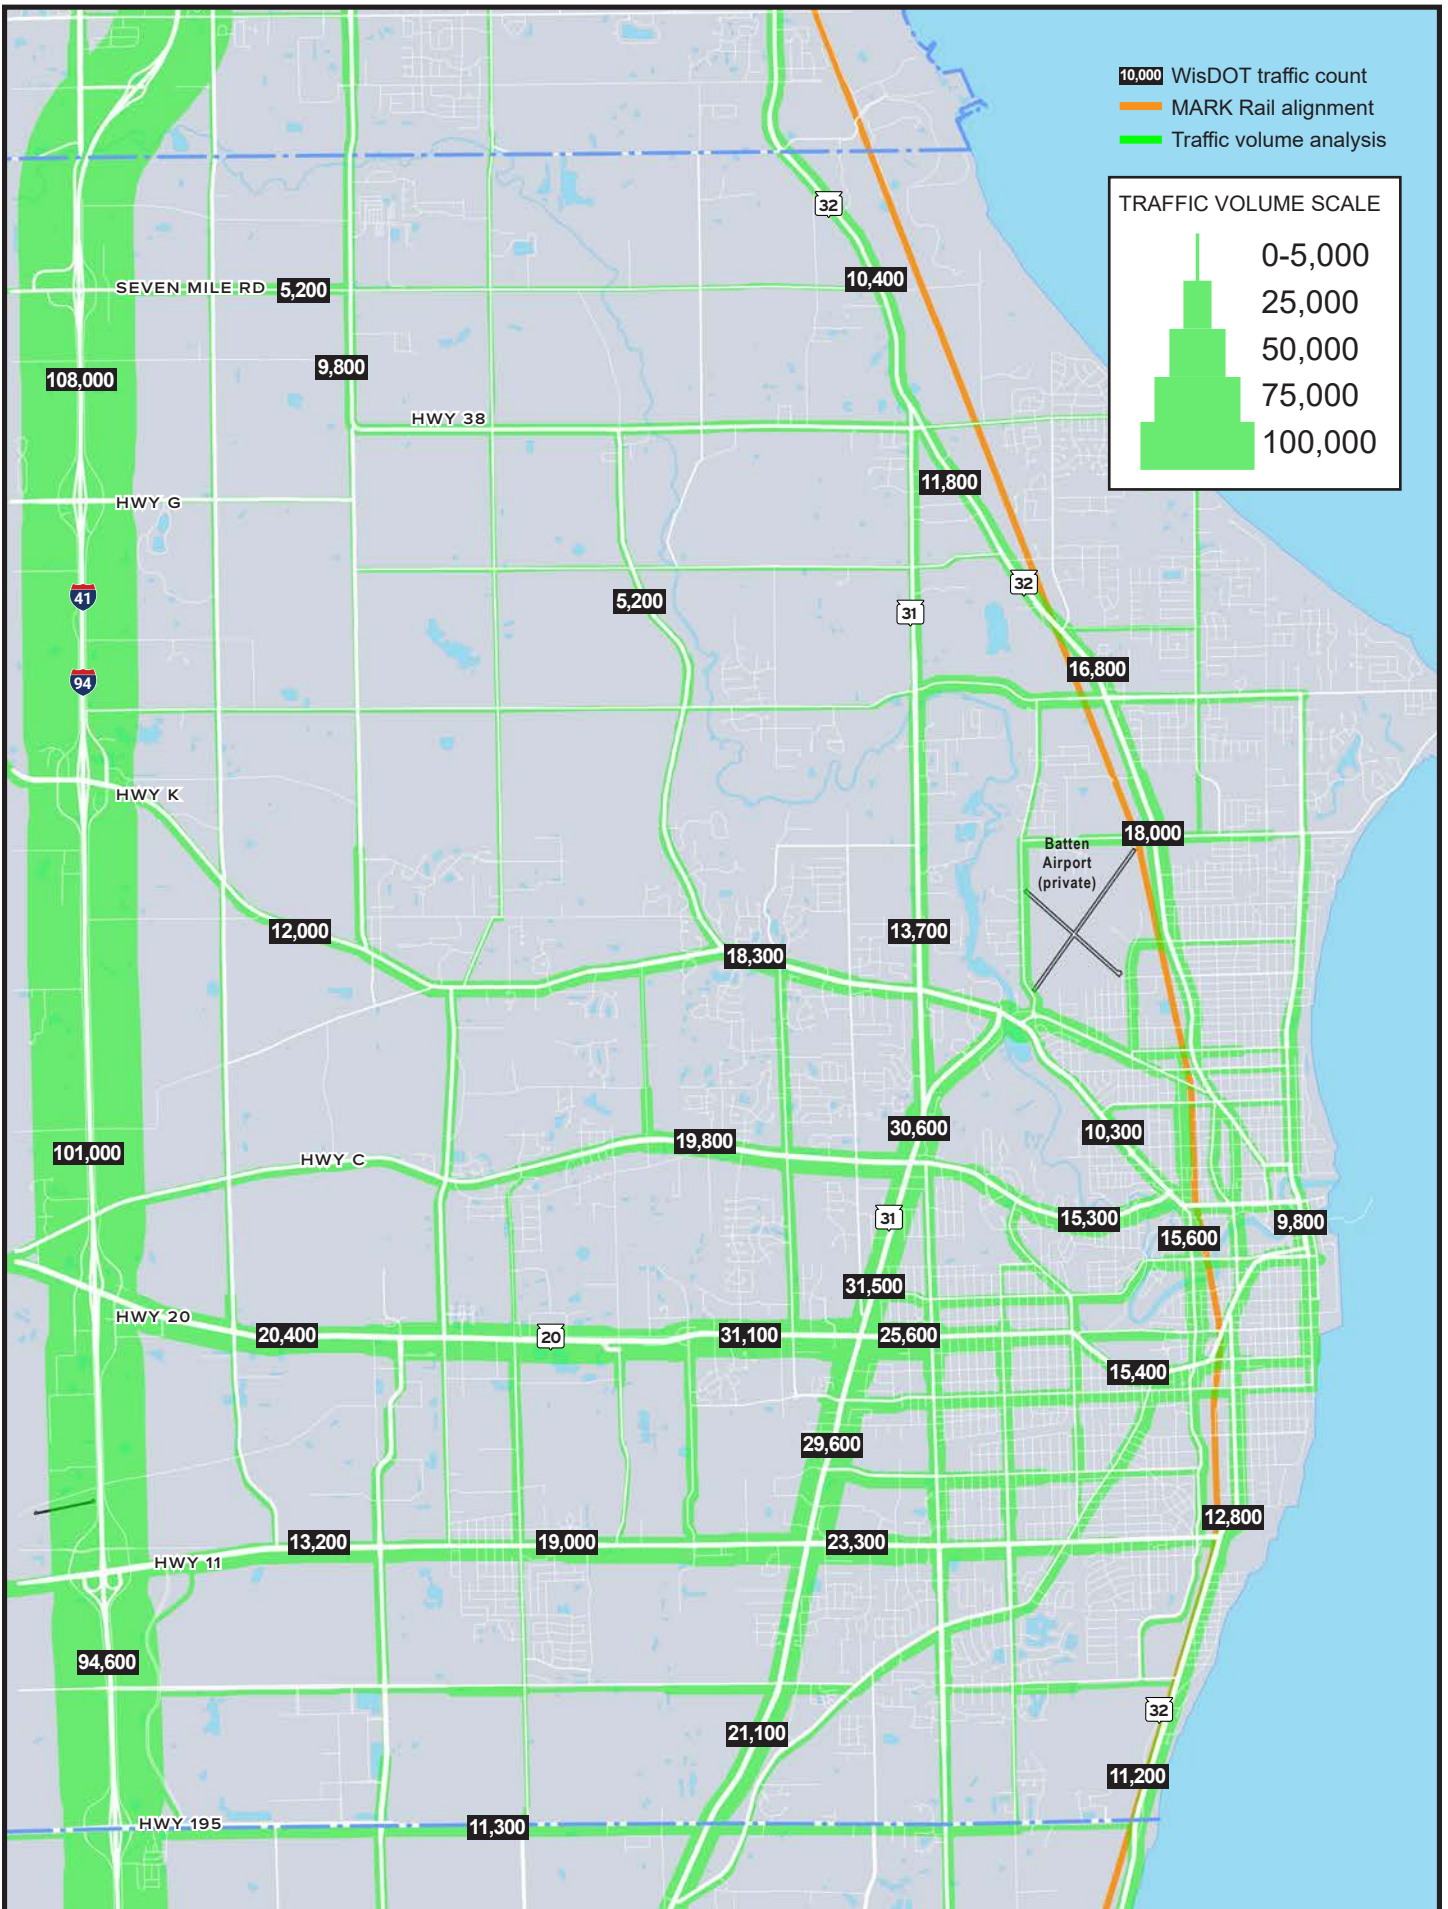 10,000 WisDOT traffic count
MARK Rail alignment
Traffic volume analysis
TRAFFIC VOLUME SCALE
0-5,000
25,000
50,000
75,000
100,000
32
10,400
SEVEN MILE RD 5,200
9,800
108,000
HWY 38
11,800
HWY G
32
41
5,200
31
16,800
94
HWY K
18,000
Batten
Airport
(private)
12,000
13,700
18,300
30,600
10,300
19,800
101,000
HWY C
31
15,300
9,800
15,600
31,500
HWY 20
20,400
20
31,100
25,600
15,400
29,600
12,800
13,200
19,000
23,300
HWY 11
94,600
32
21,100
11,200
HWY 195
11,300